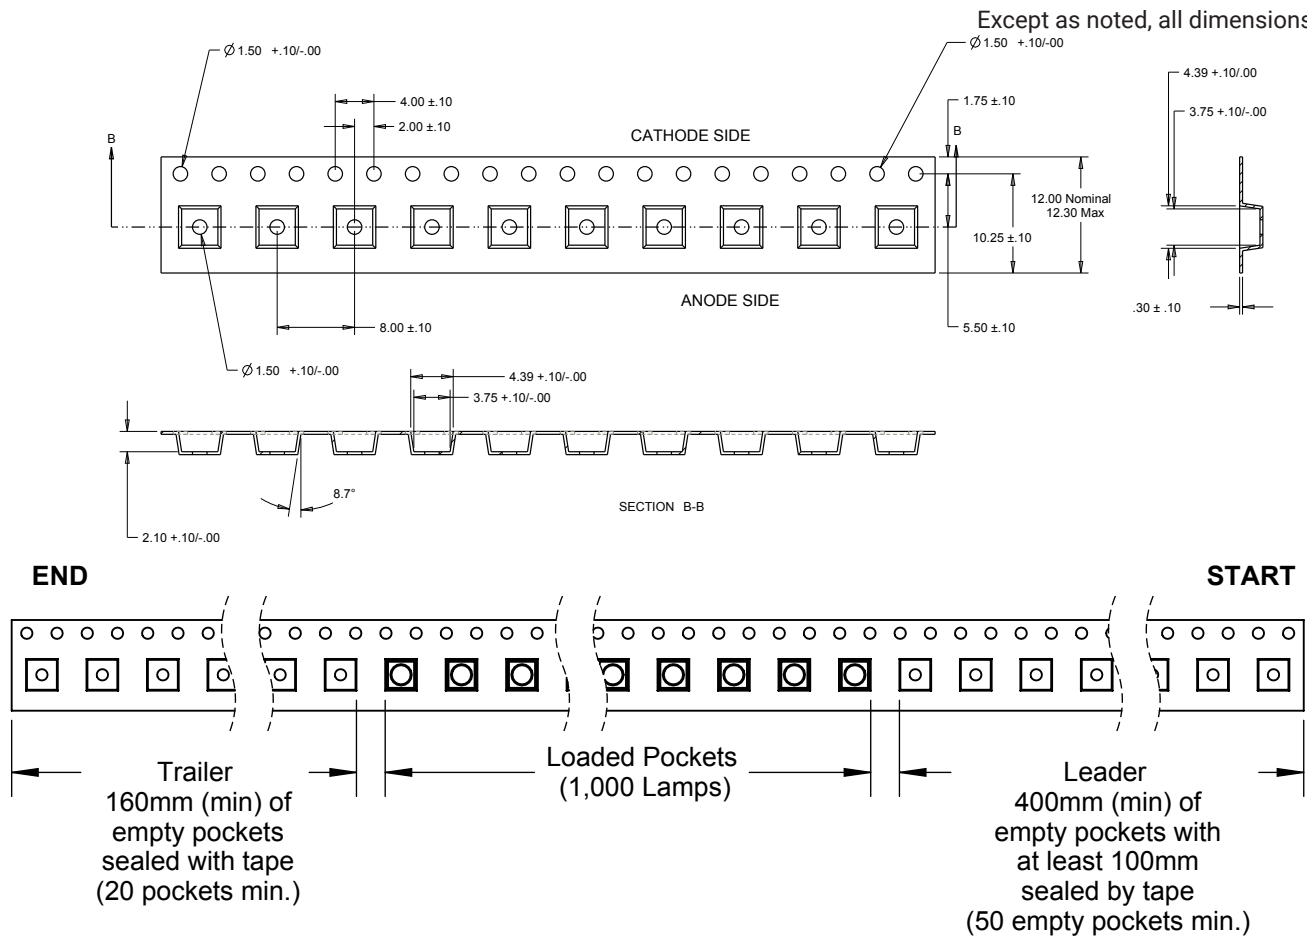 Except as noted, all dimensions
Ø 1.50 +.10/-.00
Ø 1.50 +.10/-00
4.39 +.10/.00
4.00 ±.10
1.75 ±.10
3.75 +.10/-.00
2.00 ±.10
B
CATHODE SIDE
B
12.00 Nominal
12.30 Max
10.25 ±.10
ANODE SIDE
.30 ± .10
8.00 ±.10
5.50 ±.10
Ø 1.50 +.10/-.00
4.39 +.10/-.00
3.75 +.10/-.00
8.7°
SECTION B-B
2.10 +.10/-.00
END
START
Trailer
160mm (min) of
empty pockets
sealed with tape
(20 pockets min.)
Loaded Pockets
(1,000 Lamps)
Leader
400mm (min) of
empty pockets with
at least 100mm
sealed by tape
(50 empty pockets min.)